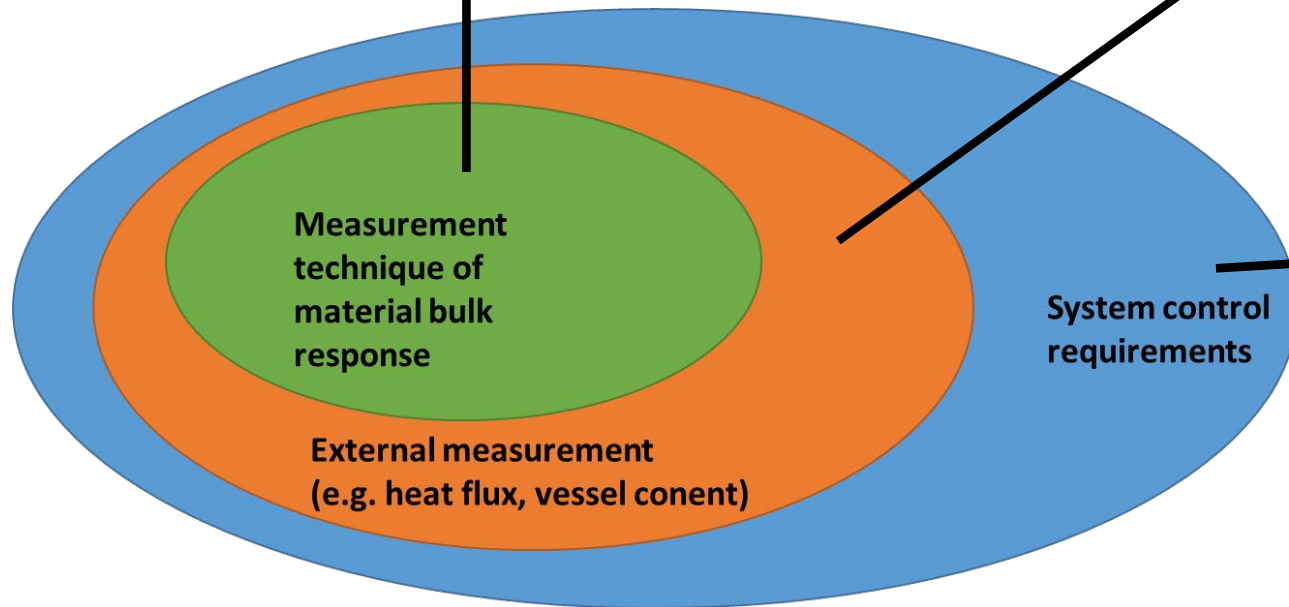 Measurement
technique of
material bulk
response
System control
requirements
External measurement
(e.g. heat flux, vessel conent)